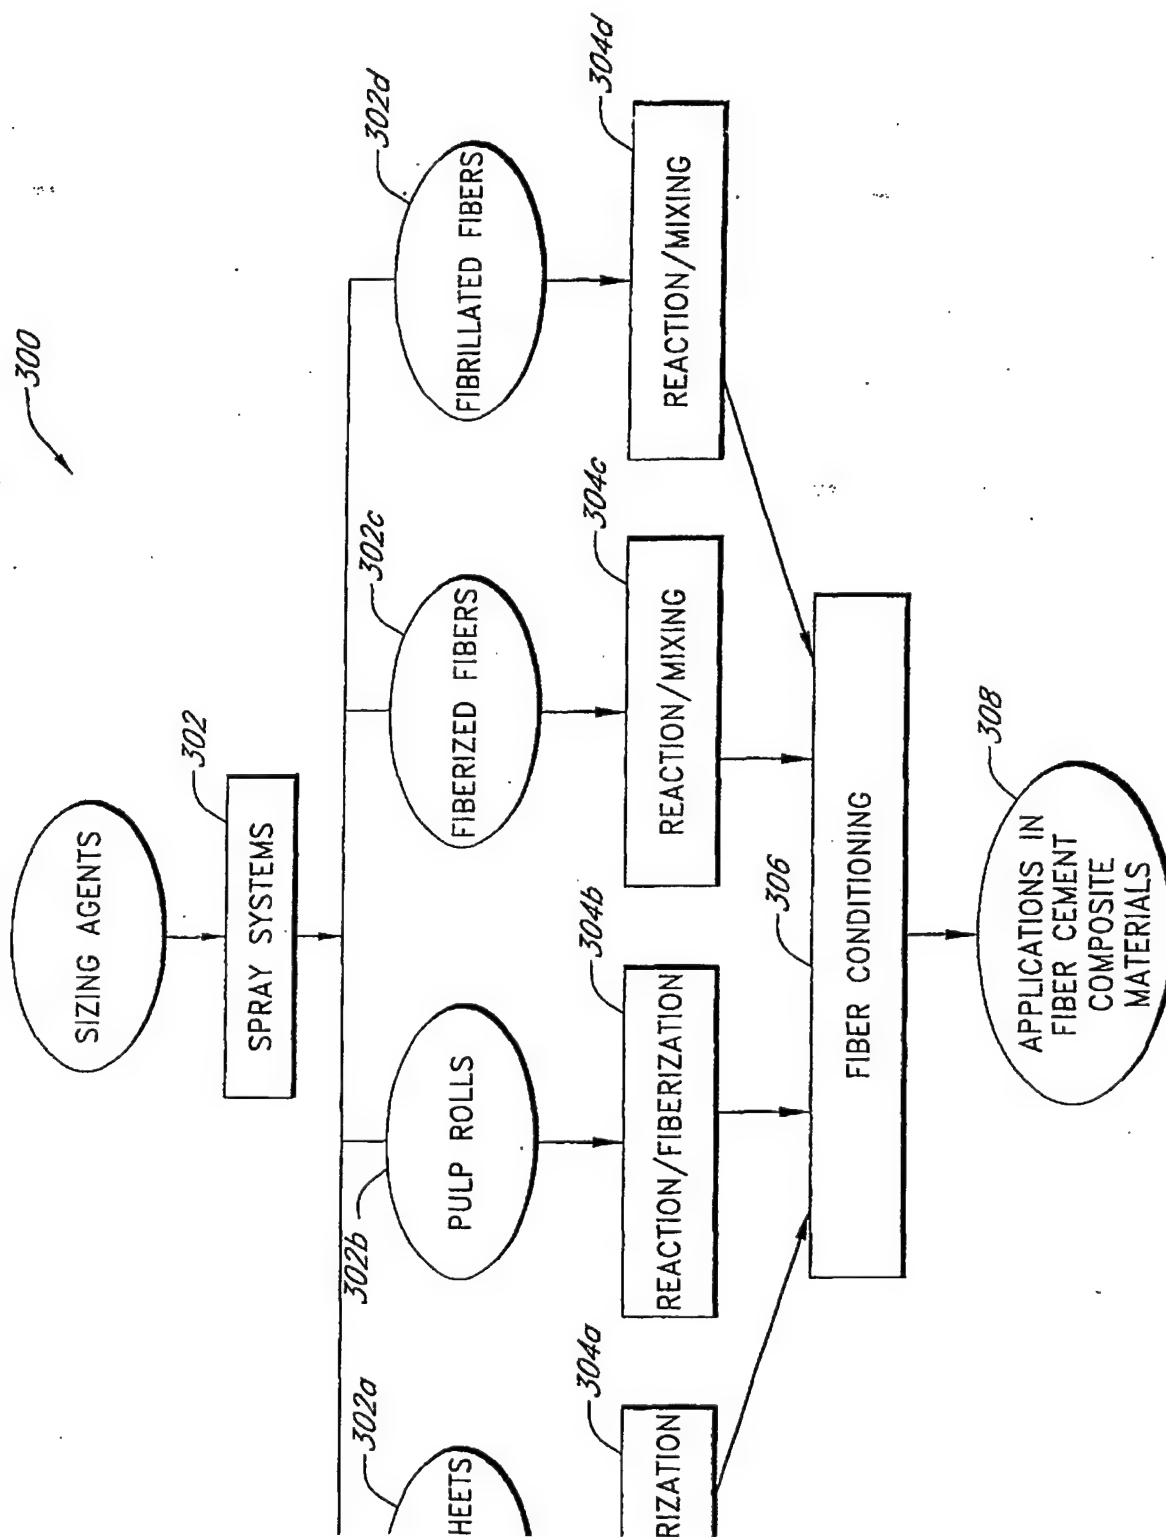 300
SIZING AGENTS
302
SPRAY SYSTEMS
302a
HEETS
302b
PULP ROLLS
302c
FIBERIZED FIBERS
302d
FIBRILLATED FIBERS
304a
RIZATION
304b
REACTION/FIBERIZATION
304c
REACTION/MIXING
304d
REACTION/MIXING
306
FIBER CONDITIONING
308
APPLICATIONS IN
FIBER CEMENT
COMPOSITE
MATERIALS